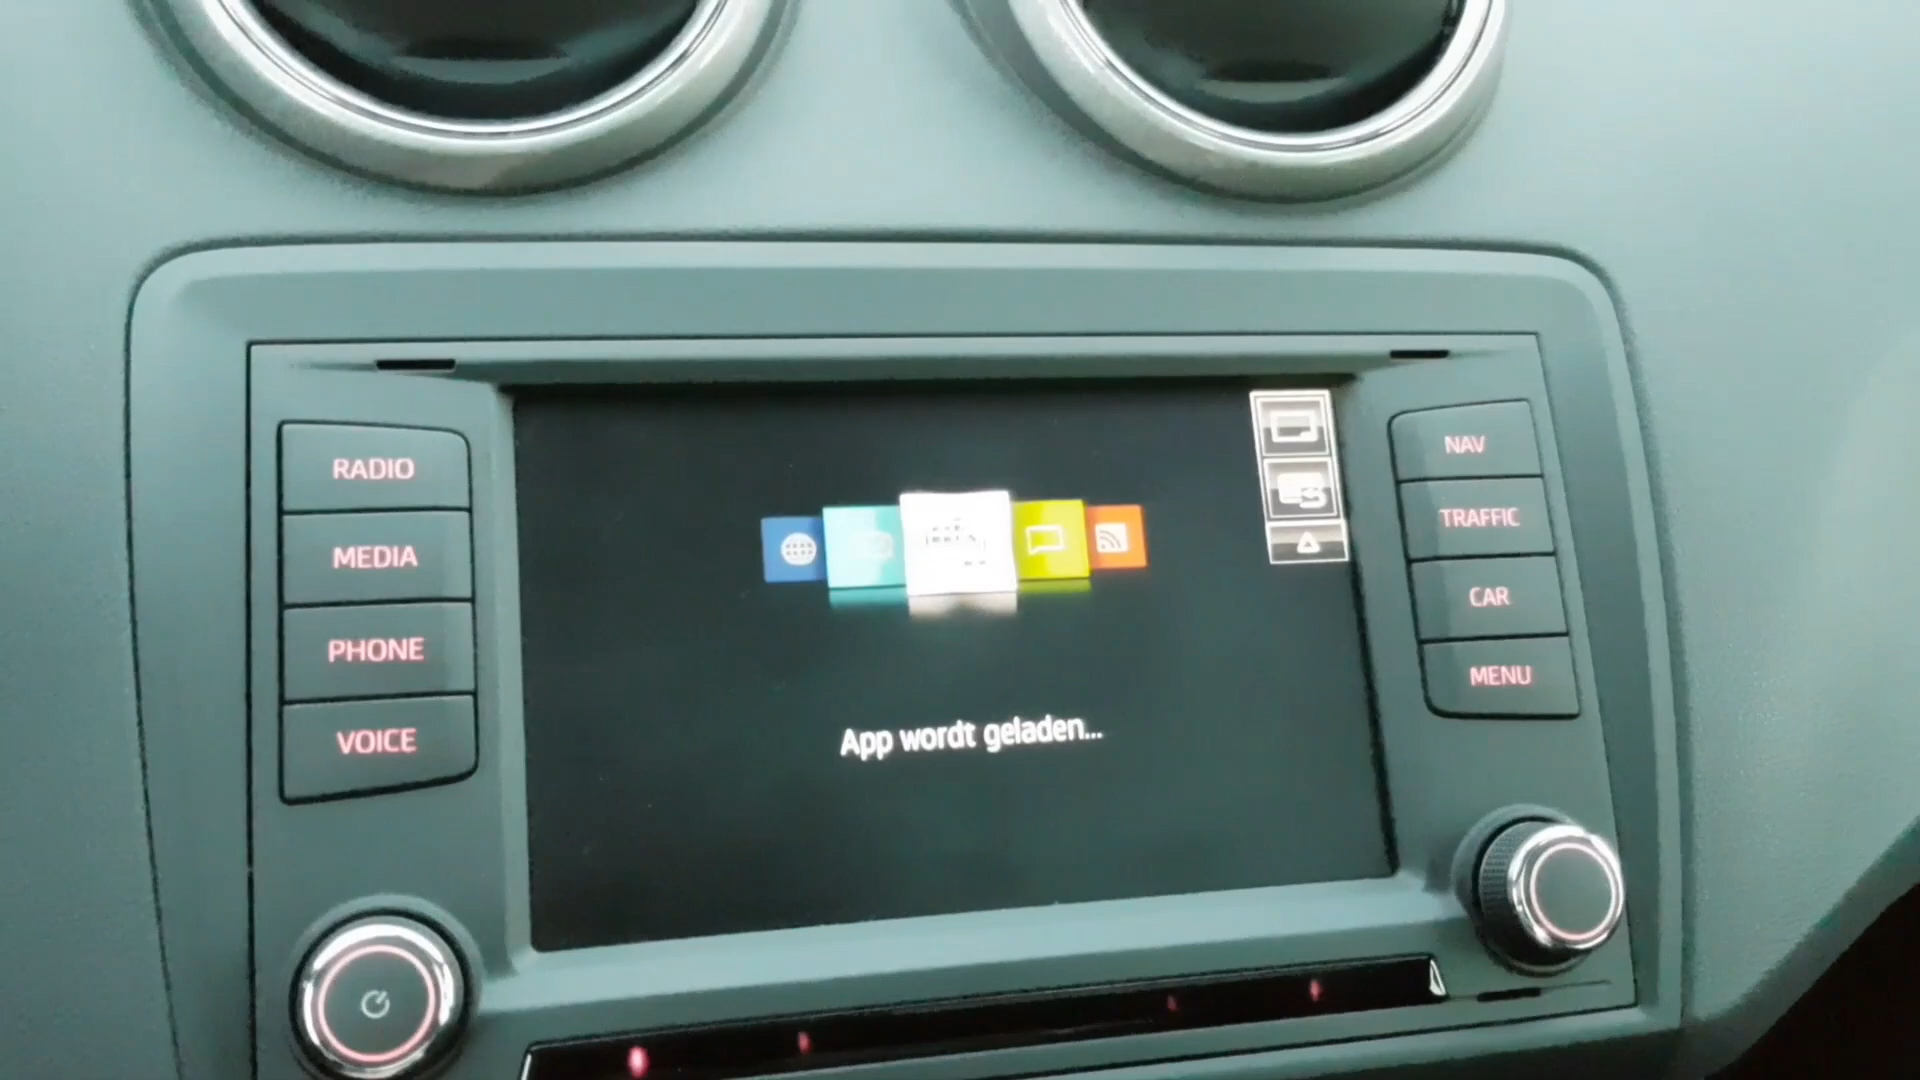 RADIO
MEDIA
PHONE
VOICE
App wordt geladen...
NAV
TRAFFIC
CAR
MENU